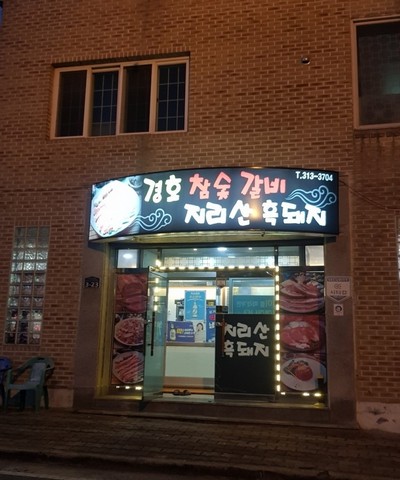 T.313-3704
경호 참숯 갈비
지리산 흑돼지
지리산
흑돼지